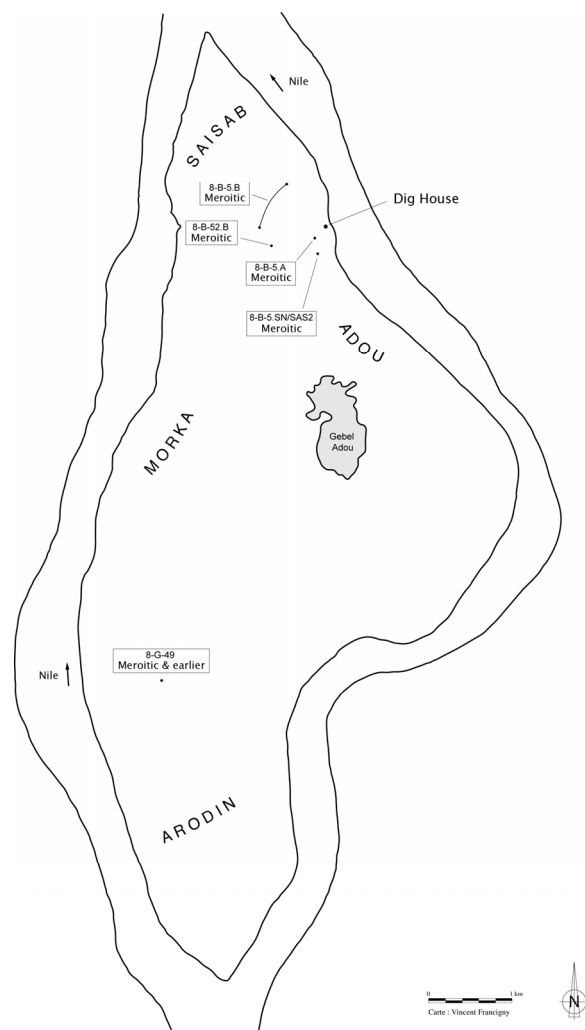 Nile
SAISAB
8-B-5.B
Meroitic
Dig House
8-B-52.B
Meroitic
8-B-5.A
Meroitic
8-B-5.SN/SAS2
Meroitic
ADOU
Gebel
Adou
MORKA
8-G-49
Meroitic & earlier
Nile
ARODIN
0 1 km
Carte : Vincent Francigny
N